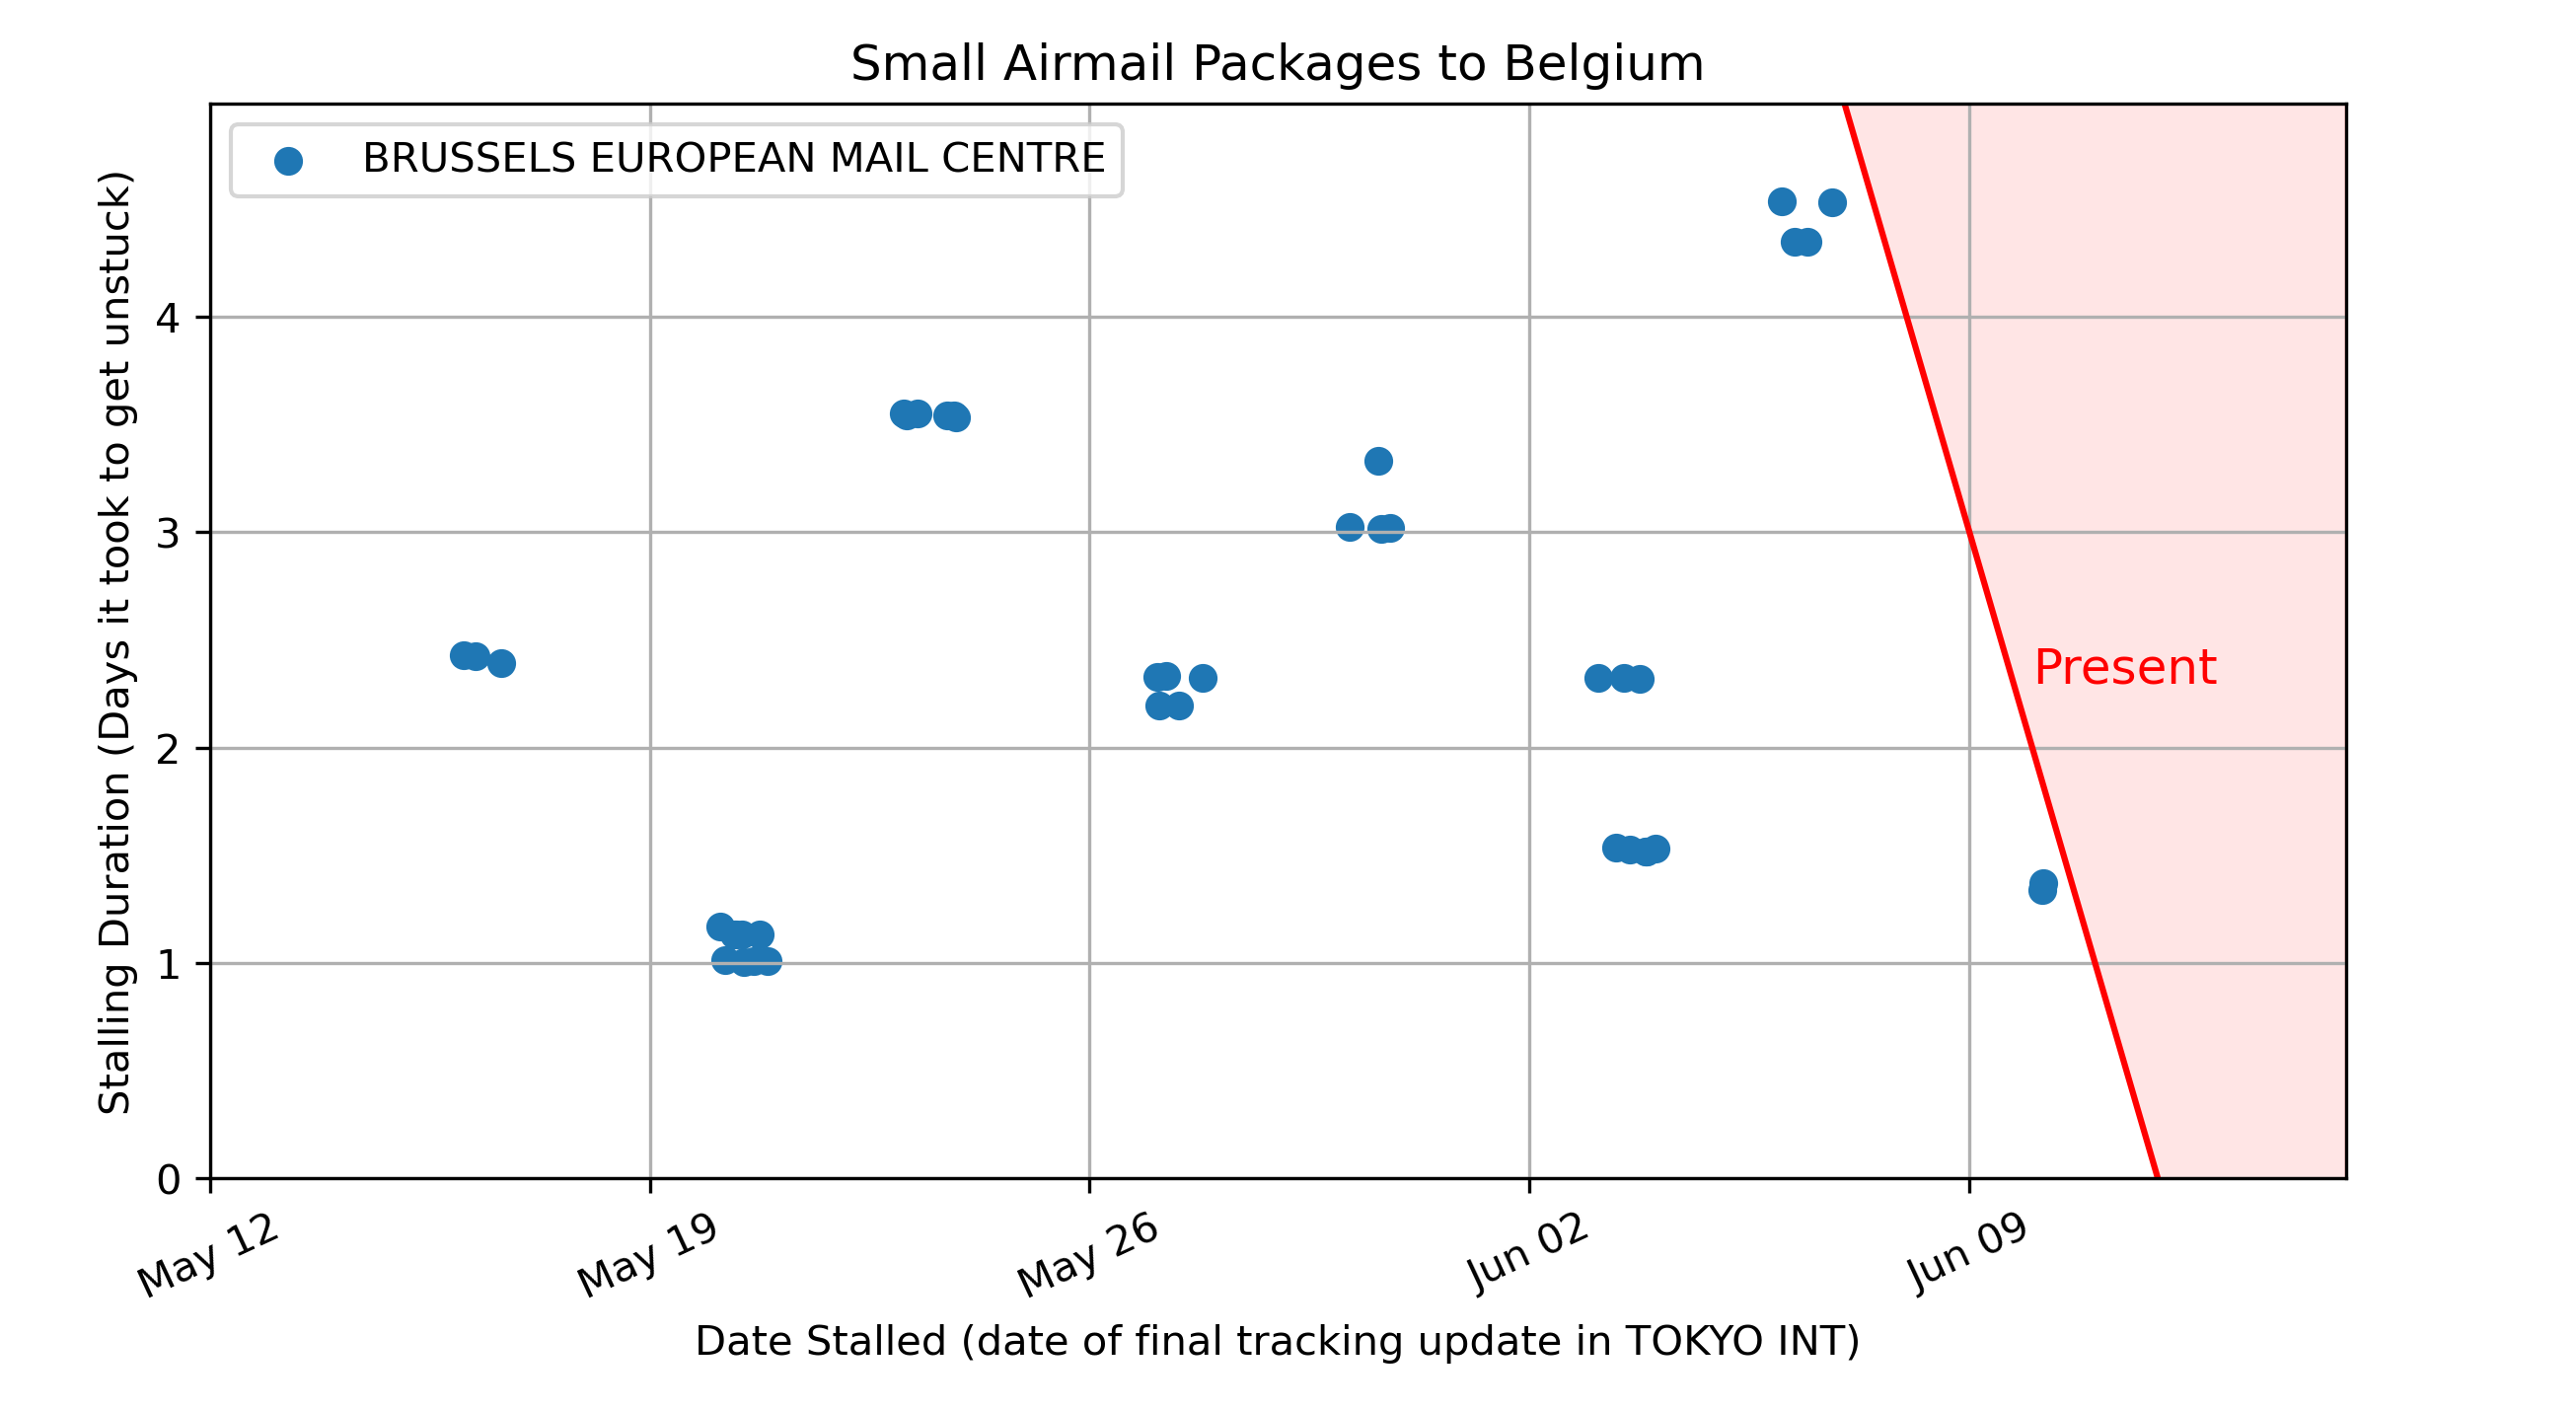 Small Airmail Packages to Belgium
BRUSSELS EUROPEAN MAIL CENTRE
Stalling Duration (Days it took to get unstuck)
4
3
2
1
0
Present
May 12
May 19
May 26
Jun 02
Jun 09
Date Stalled (date of final tracking update in TOKYO INT)